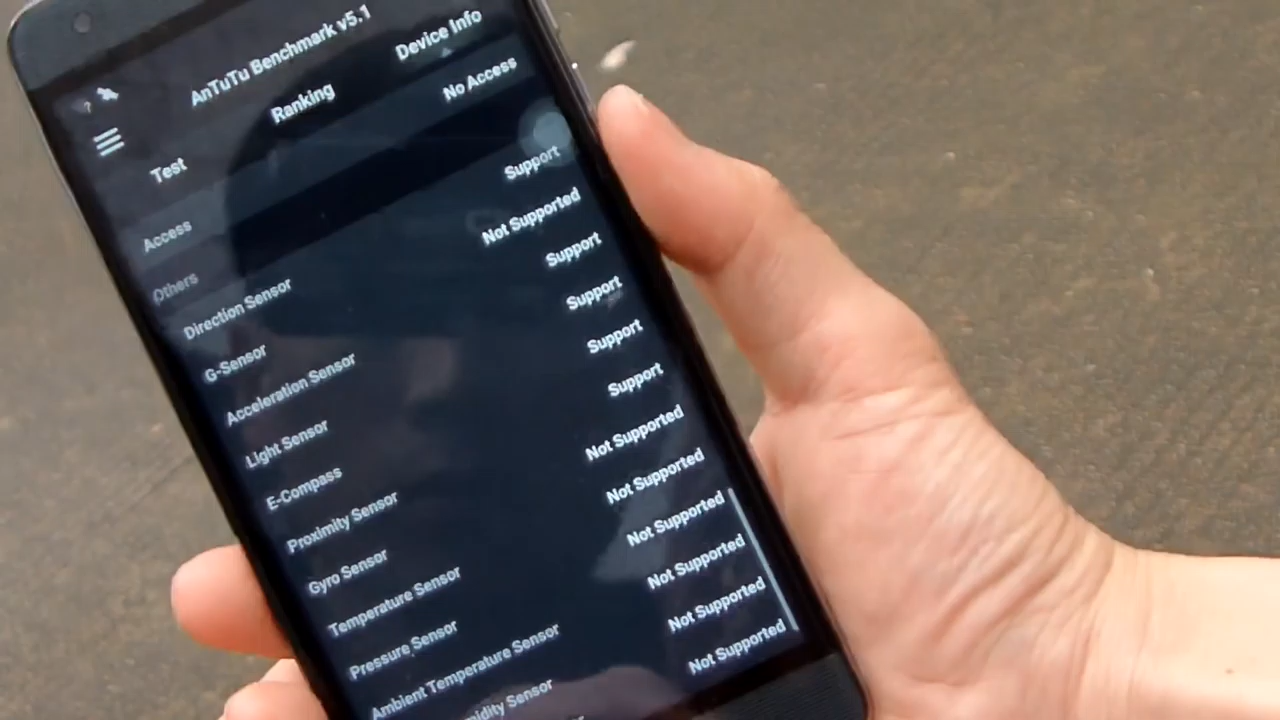 AnTuTu Benchmark v5.1
Test Ranking Device Info
Access No Access
Others
Direction Sensor Support
G-Sensor Not Supported
Acceleration Sensor Support
Light Sensor Support
E-Compass Support
Proximity Sensor Support
Gyro Sensor Not Supported
Temperature Sensor Not Supported
Pressure Sensor Not Supported
Ambient Temperature Sensor Not Supported
Sensor Not Supported
Not Supported